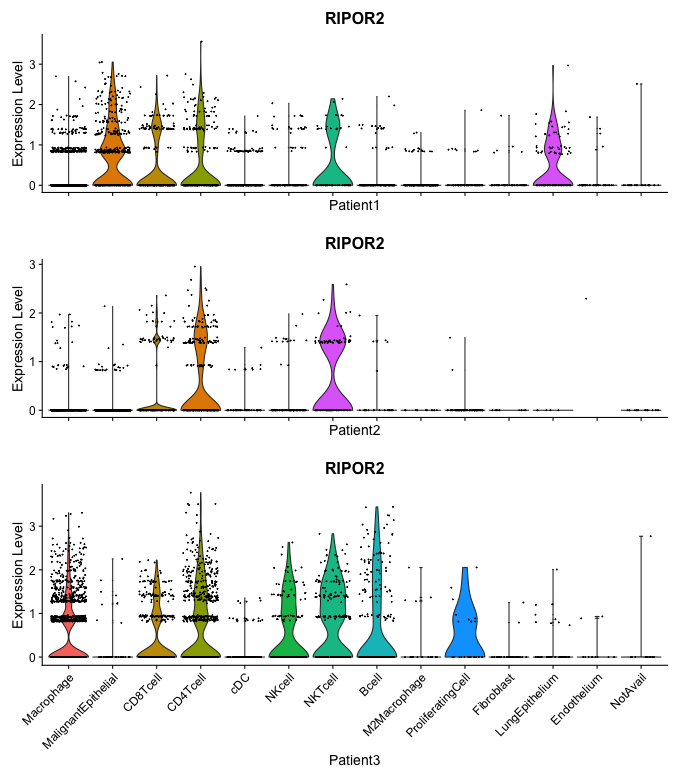 RIPOR2
Expression Level
3
2
1
0
Patient1
RIPOR2
Expression Level
3
2
1
0
Patient2
RIPOR2
Expression Level
3
2
1
0
Macrophage
MalignantEpithelial
CD8Tcell
CD4Tcell
cDC
NKcell
NKTcell
Bcell
M2Macrophage
ProliferatingCell
Fibroblast
LungEpithelium
Endothelium
NotAvail
Patient3